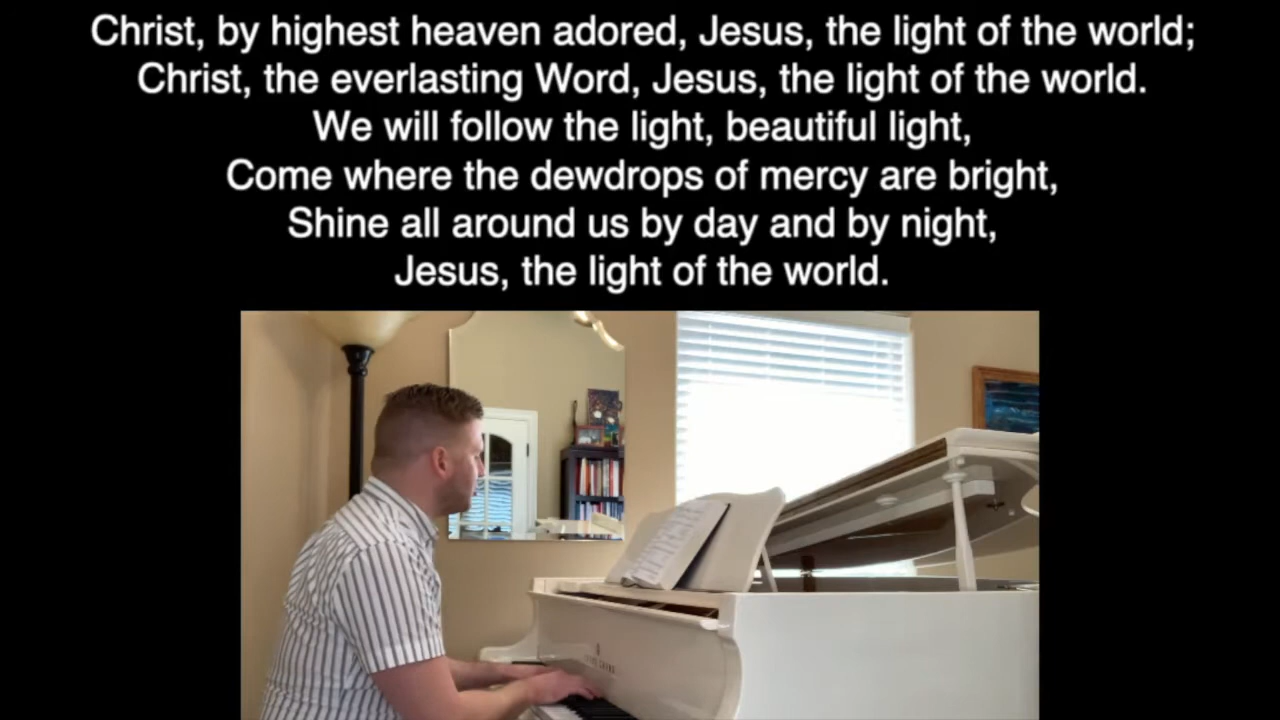 Christ, by highest heaven adored, Jesus, the light of the world;
Christ, the everlasting Word, Jesus, the light of the world.
We will follow the light, beautiful light,
Come where the dewdrops of mercy are bright,
Shine all around us by day and by night,
Jesus, the light of the world.